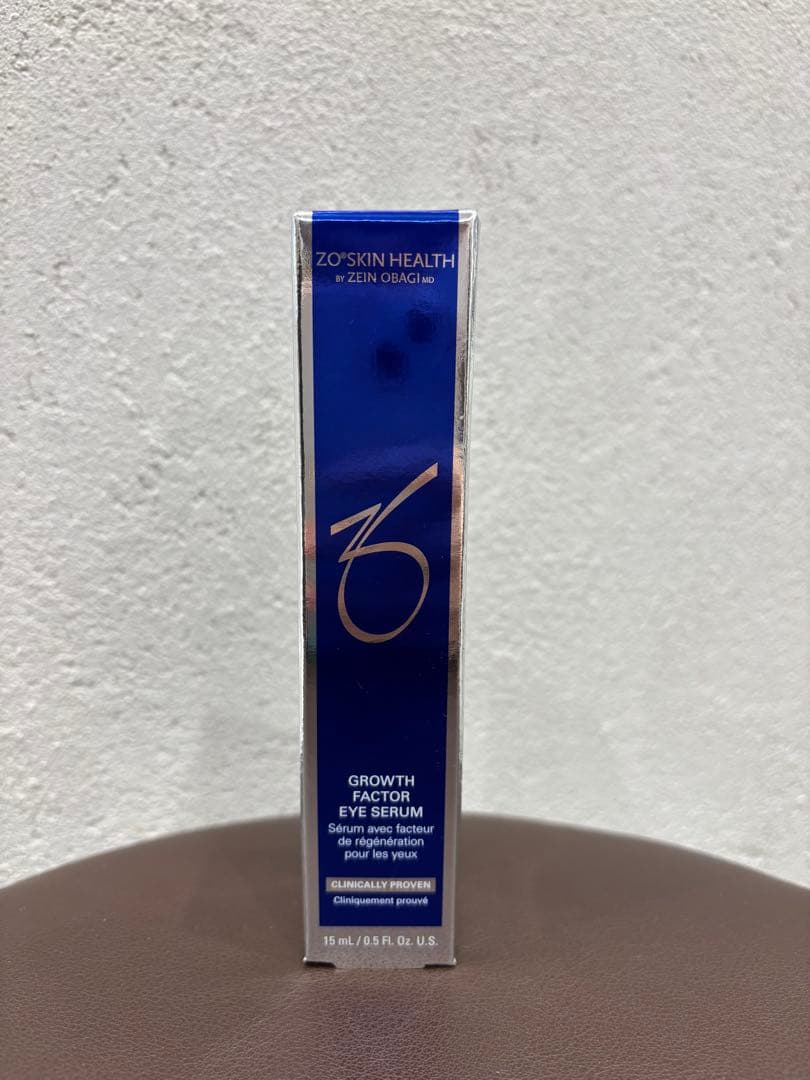 ZO® SKIN HEALTH
BY ZEIN OBAGI MD
GROWTH
FACTOR
EYE SERUM
Sérum avec facteur
de régénération
pour les yeux
CLINICALLY PROVEN
Cliniquement prouvé
15 mL / 0.5 Fl. Oz. U.S.